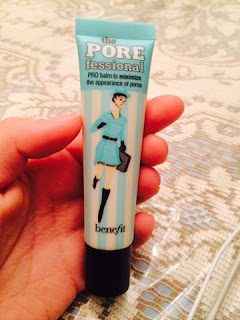 the
PORE
fessional
PRO balm to minimize
the appearance of pores
benefit